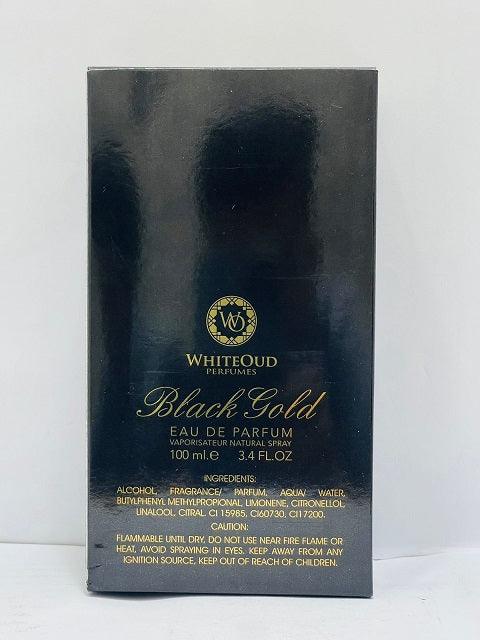 WO
WHITEOUD
PERFUMES
Black Gold
EAU DE PARFUM
VAPORISATEUR NATURAL SPRAY
100 ml.e 3.4 FL.OZ
INGREDIENTS:
ALCOHOL, FRAGRANCE/ PARFUM, AQUA/ WATER,
BUTYLPHENYL METHYLPROPIONAL, LIMONENE, CITRONELLOL,
LINALOOL, CITRAL. CI 15985, CI60730, CI17200.
CAUTION:
FLAMMABLE UNTIL DRY, DO NOT USE NEAR FIRE FLAME OR
HEAT, AVOID SPRAYING IN EYES. KEEP AWAY FROM ANY
IGNITION SOURCE, KEEP OUT OF REACH OF CHILDREN.